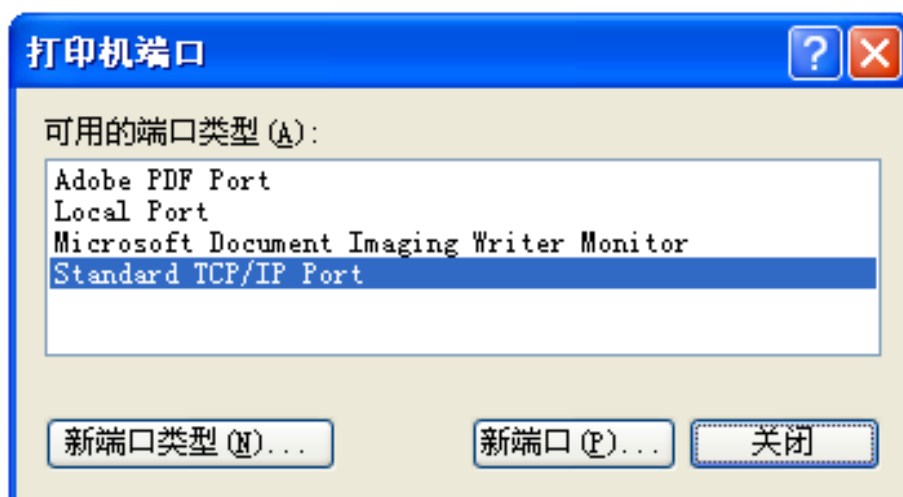 打印机端口
可用的端口类型(A):
Adobe PDF Port
Local Port
Microsoft Document Imaging Writer Monitor
Standard TCP/IP Port
新端口类型(N)... 新端口(P)... 关闭